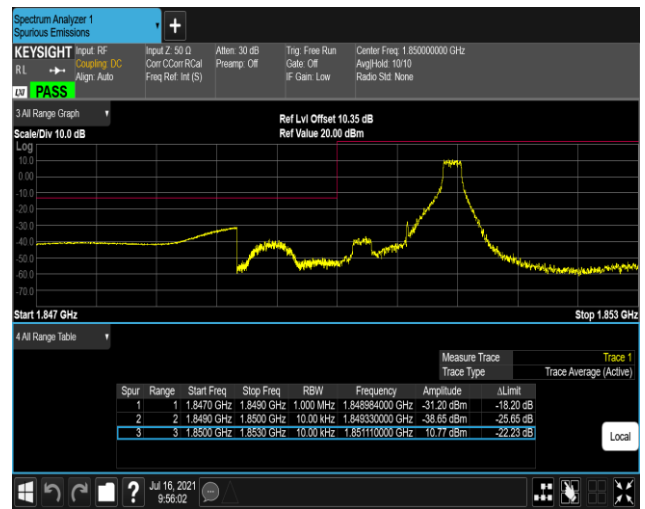 Spectrum Analyzer 1
Spurious Emissions
+
KEYSIGHT Input: RF Input Z: 50 Ω Atten: 30 dB Trig: Free Run Center Freq: 1.850000000 GHz
RL Coupling: DC Corr CCorr RCal Preamp: Off Gate: Off Avg|Hold: 10/10
Align: Auto Freq Ref: Int (S) IF Gain: Low Radio Std: None
LXI PASS
3 All Range Graph
Ref Lvl Offset 10.35 dB
Scale/Div 10.0 dB Ref Value 20.00 dBm
Log
10.0
0.00
-10.0
-20.0
-30.0
-40.0
-50.0
-60.0
-70.0
Start 1.847 GHz Stop 1.853 GHz
4 All Range Table
Measure Trace Trace 1
Trace Type Trace Average (Active)
Spur Range Start Freq Stop Freq RBW Frequency Amplitude ΔLimit
1 1 1.8470 GHz 1.8490 GHz 1.000 MHz 1.848984000 GHz -31.20 dBm -18.20 dB
2 2 1.8490 GHz 1.8500 GHz 10.00 kHz 1.849330000 GHz -38.65 dBm -25.65 dB
3 3 1.8500 GHz 1.8530 GHz 10.00 kHz 1.851110000 GHz 10.77 dBm -22.23 dB
Local
? Jul 16, 2021
9:56:02